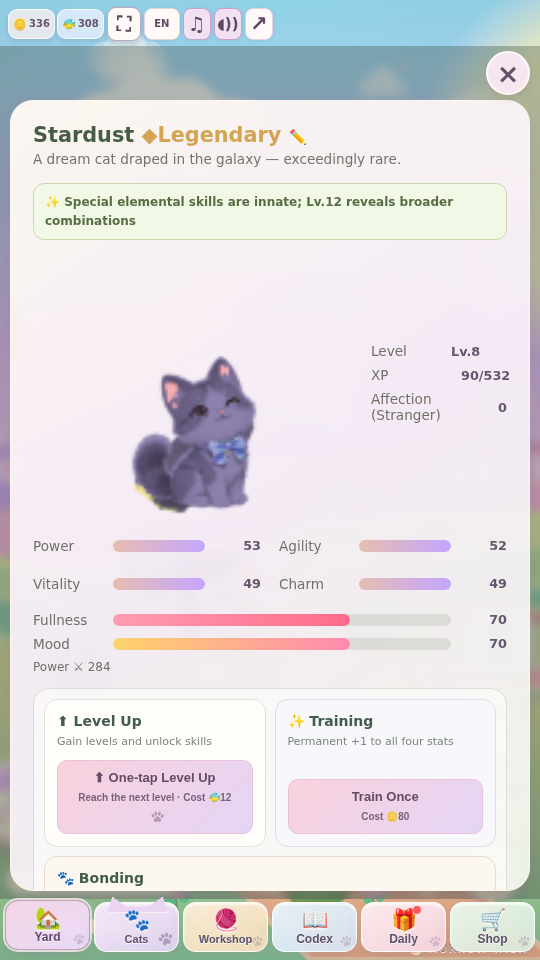 336 308 EN
Stardust ◆Legendary
A dream cat draped in the galaxy — exceedingly rare.
✨ Special elemental skills are innate; Lv.12 reveals broader
combinations
Level Lv.8
XP 90/532
Affection
(Stranger) 0
Power 53 Agility 52
Vitality 49 Charm 49
Fullness 70
Mood 70
Power ⚔ 284
⬆ Level Up
Gain levels and unlock skills
⬆ One-tap Level Up
Reach the next level · Cost 12
✨ Training
Permanent +1 to all four stats
Train Once
Cost 80
🐾 Bonding
Yard Cats Workshop Codex Daily Shop